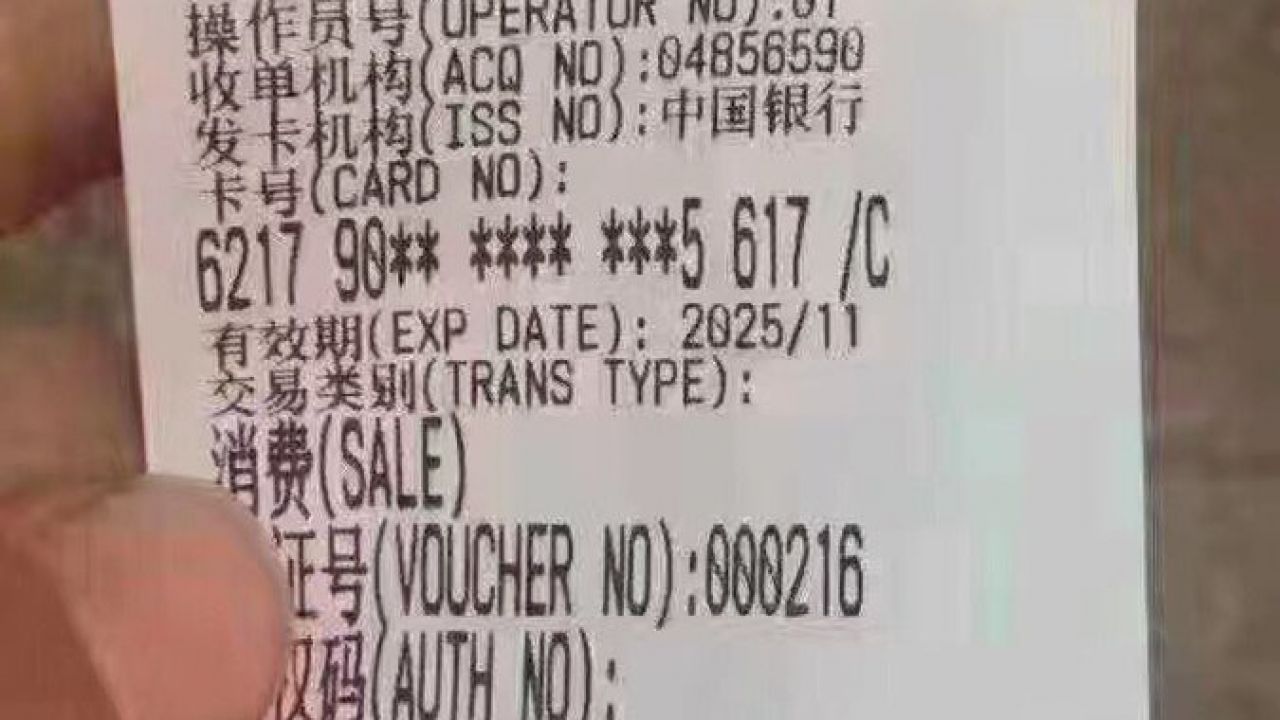 操作员号(OPERATOR NO):01
收单机构(ACQ NO):04856590
发卡机构(ISS NO):中国银行
卡号(CARD NO):
6217 90** **** ***5 617 /C
有效期(EXP DATE): 2025/11
交易类别(TRANS TYPE):
消费(SALE)
证号(VOUCHER NO):000216
权码(AUTH NO):